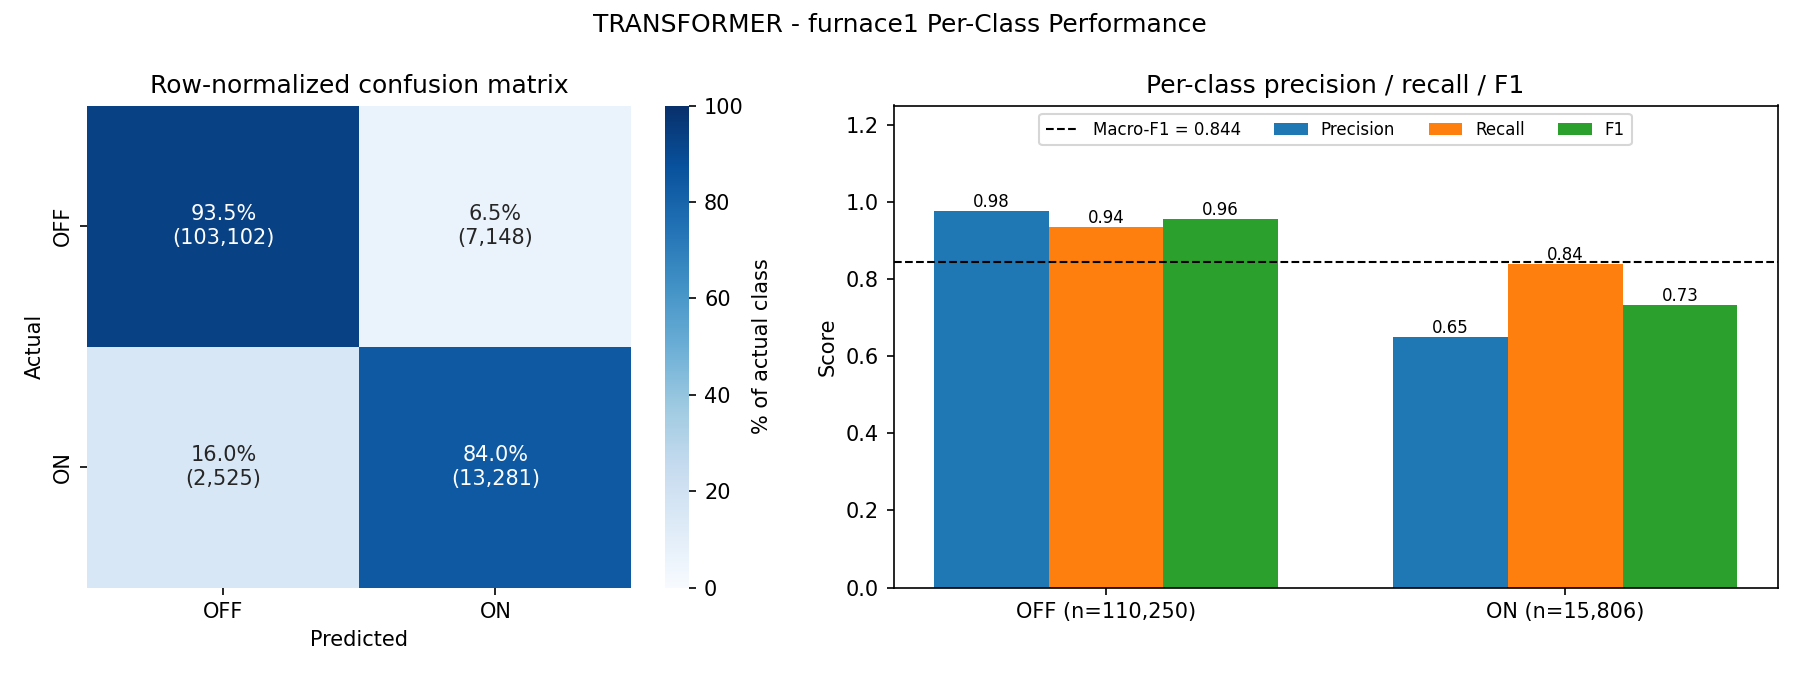 TRANSFORMER - furnace1 Per-Class Performance
Row-normalized confusion matrix
Actual
OFF
ON
93.5%
(103,102)
6.5%
(7,148)
16.0%
(2,525)
84.0%
(13,281)
OFF
ON
Predicted
100
80
60
40
20
0
% of actual class
Per-class precision / recall / F1
Macro-F1 = 0.844
Precision
Recall
F1
Score
1.2
1.0
0.8
0.6
0.4
0.2
0.0
0.98
0.94
0.96
0.65
0.84
0.73
OFF (n=110,250)
ON (n=15,806)